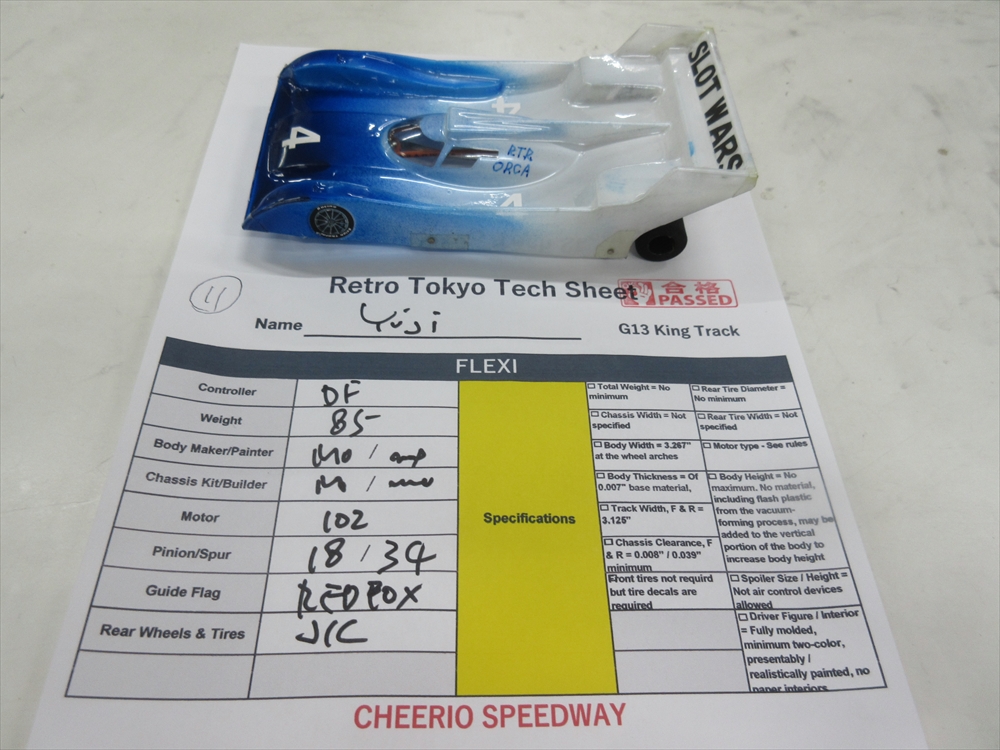 SLOT WARS
4
4
RTR
ORCA
4
Retro Tokyo Tech Sheet
合格
PASSED
4
Name Yuji
G13 King Track
FLEXI
Controller DF
Weight 85
Body Maker/Painter Mo /
Chassis Kit/Builder M /
Motor 102
Pinion/Spur 18 / 34
Guide Flag REDFOX
Rear Wheels & Tires JK
Specifications
Total Weight = No
minimum
Rear Tire Diameter =
No minimum
Chassis Width = Not
specified
Rear Tire Width = Not
specified
Body Width = 3.267"
at the wheel arches
Motor type - See rules
Body Thickness = Of
0.007" base material,
Body Height = No
maximum. No material,
including flash plastic
from the vacuum-
forming process, may be
added to the vertical
portion of the body to
increase body height
Track Width, F & R =
3.125"
Chassis Clearance, F
& R = 0.008" / 0.039"
minimum
Front tires not requird
but tire decals are
required
Spoiler Size / Height =
Not air control devices
allowed
Driver Figure / Interior
= Fully molded,
minimum two-color,
presentably /
realistically painted, no
paper interiors
CHEERIO SPEEDWAY